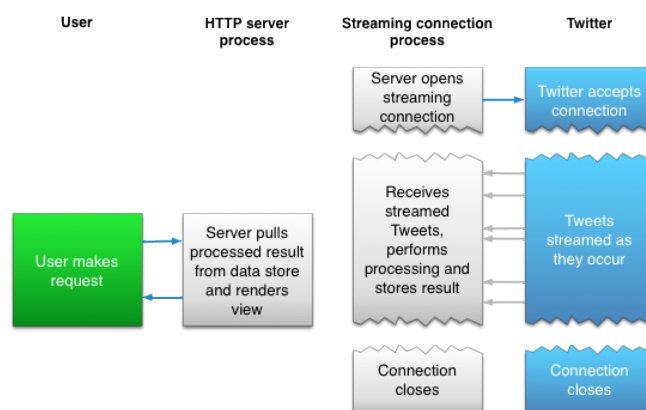 User
HTTP server
process
Streaming connection
process
Twitter
Server opens
streaming
connection
Twitter accepts
connection
User makes
request
Server pulls
processed result
from data store
and renders
view
Receives
streamed
Tweets,
performs
processing and
stores result
Tweets
streamed as
they occur
Connection
closes
Connection
closes